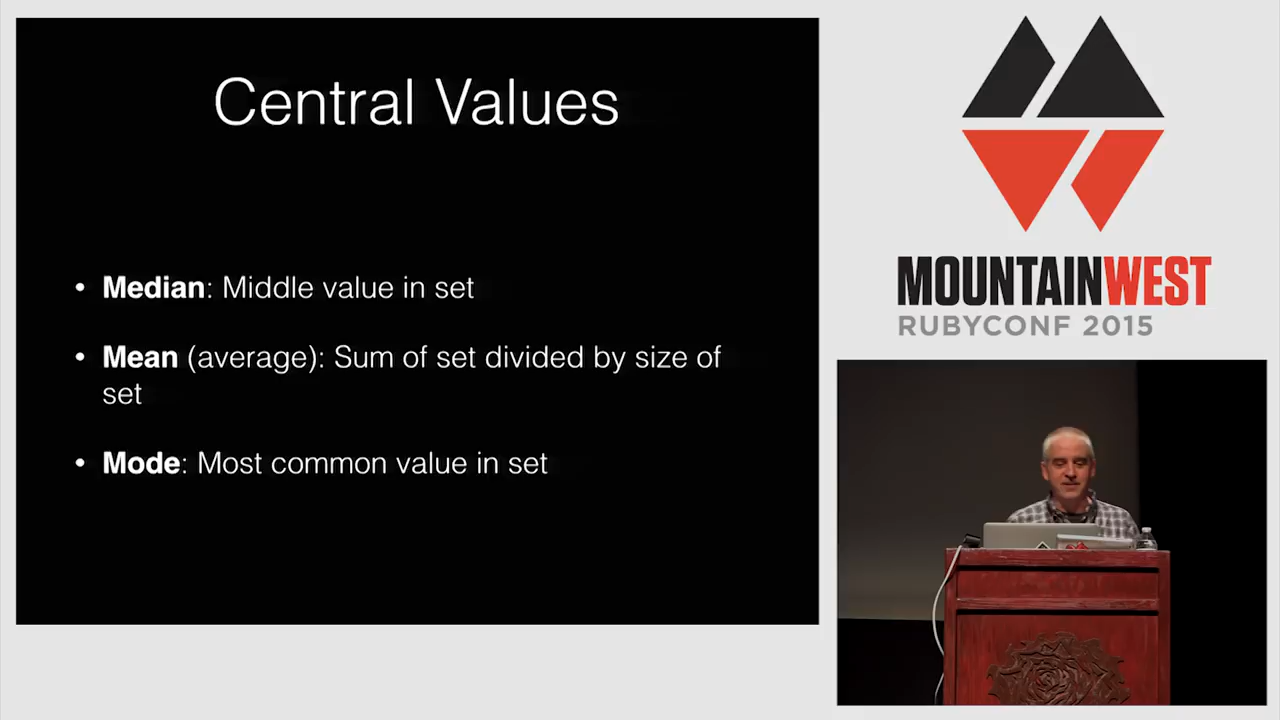 Central Values
• Median: Middle value in set
• Mean (average): Sum of set divided by size of
set
• Mode: Most common value in set
MOUNTAINWEST
RUBYCONF 2015